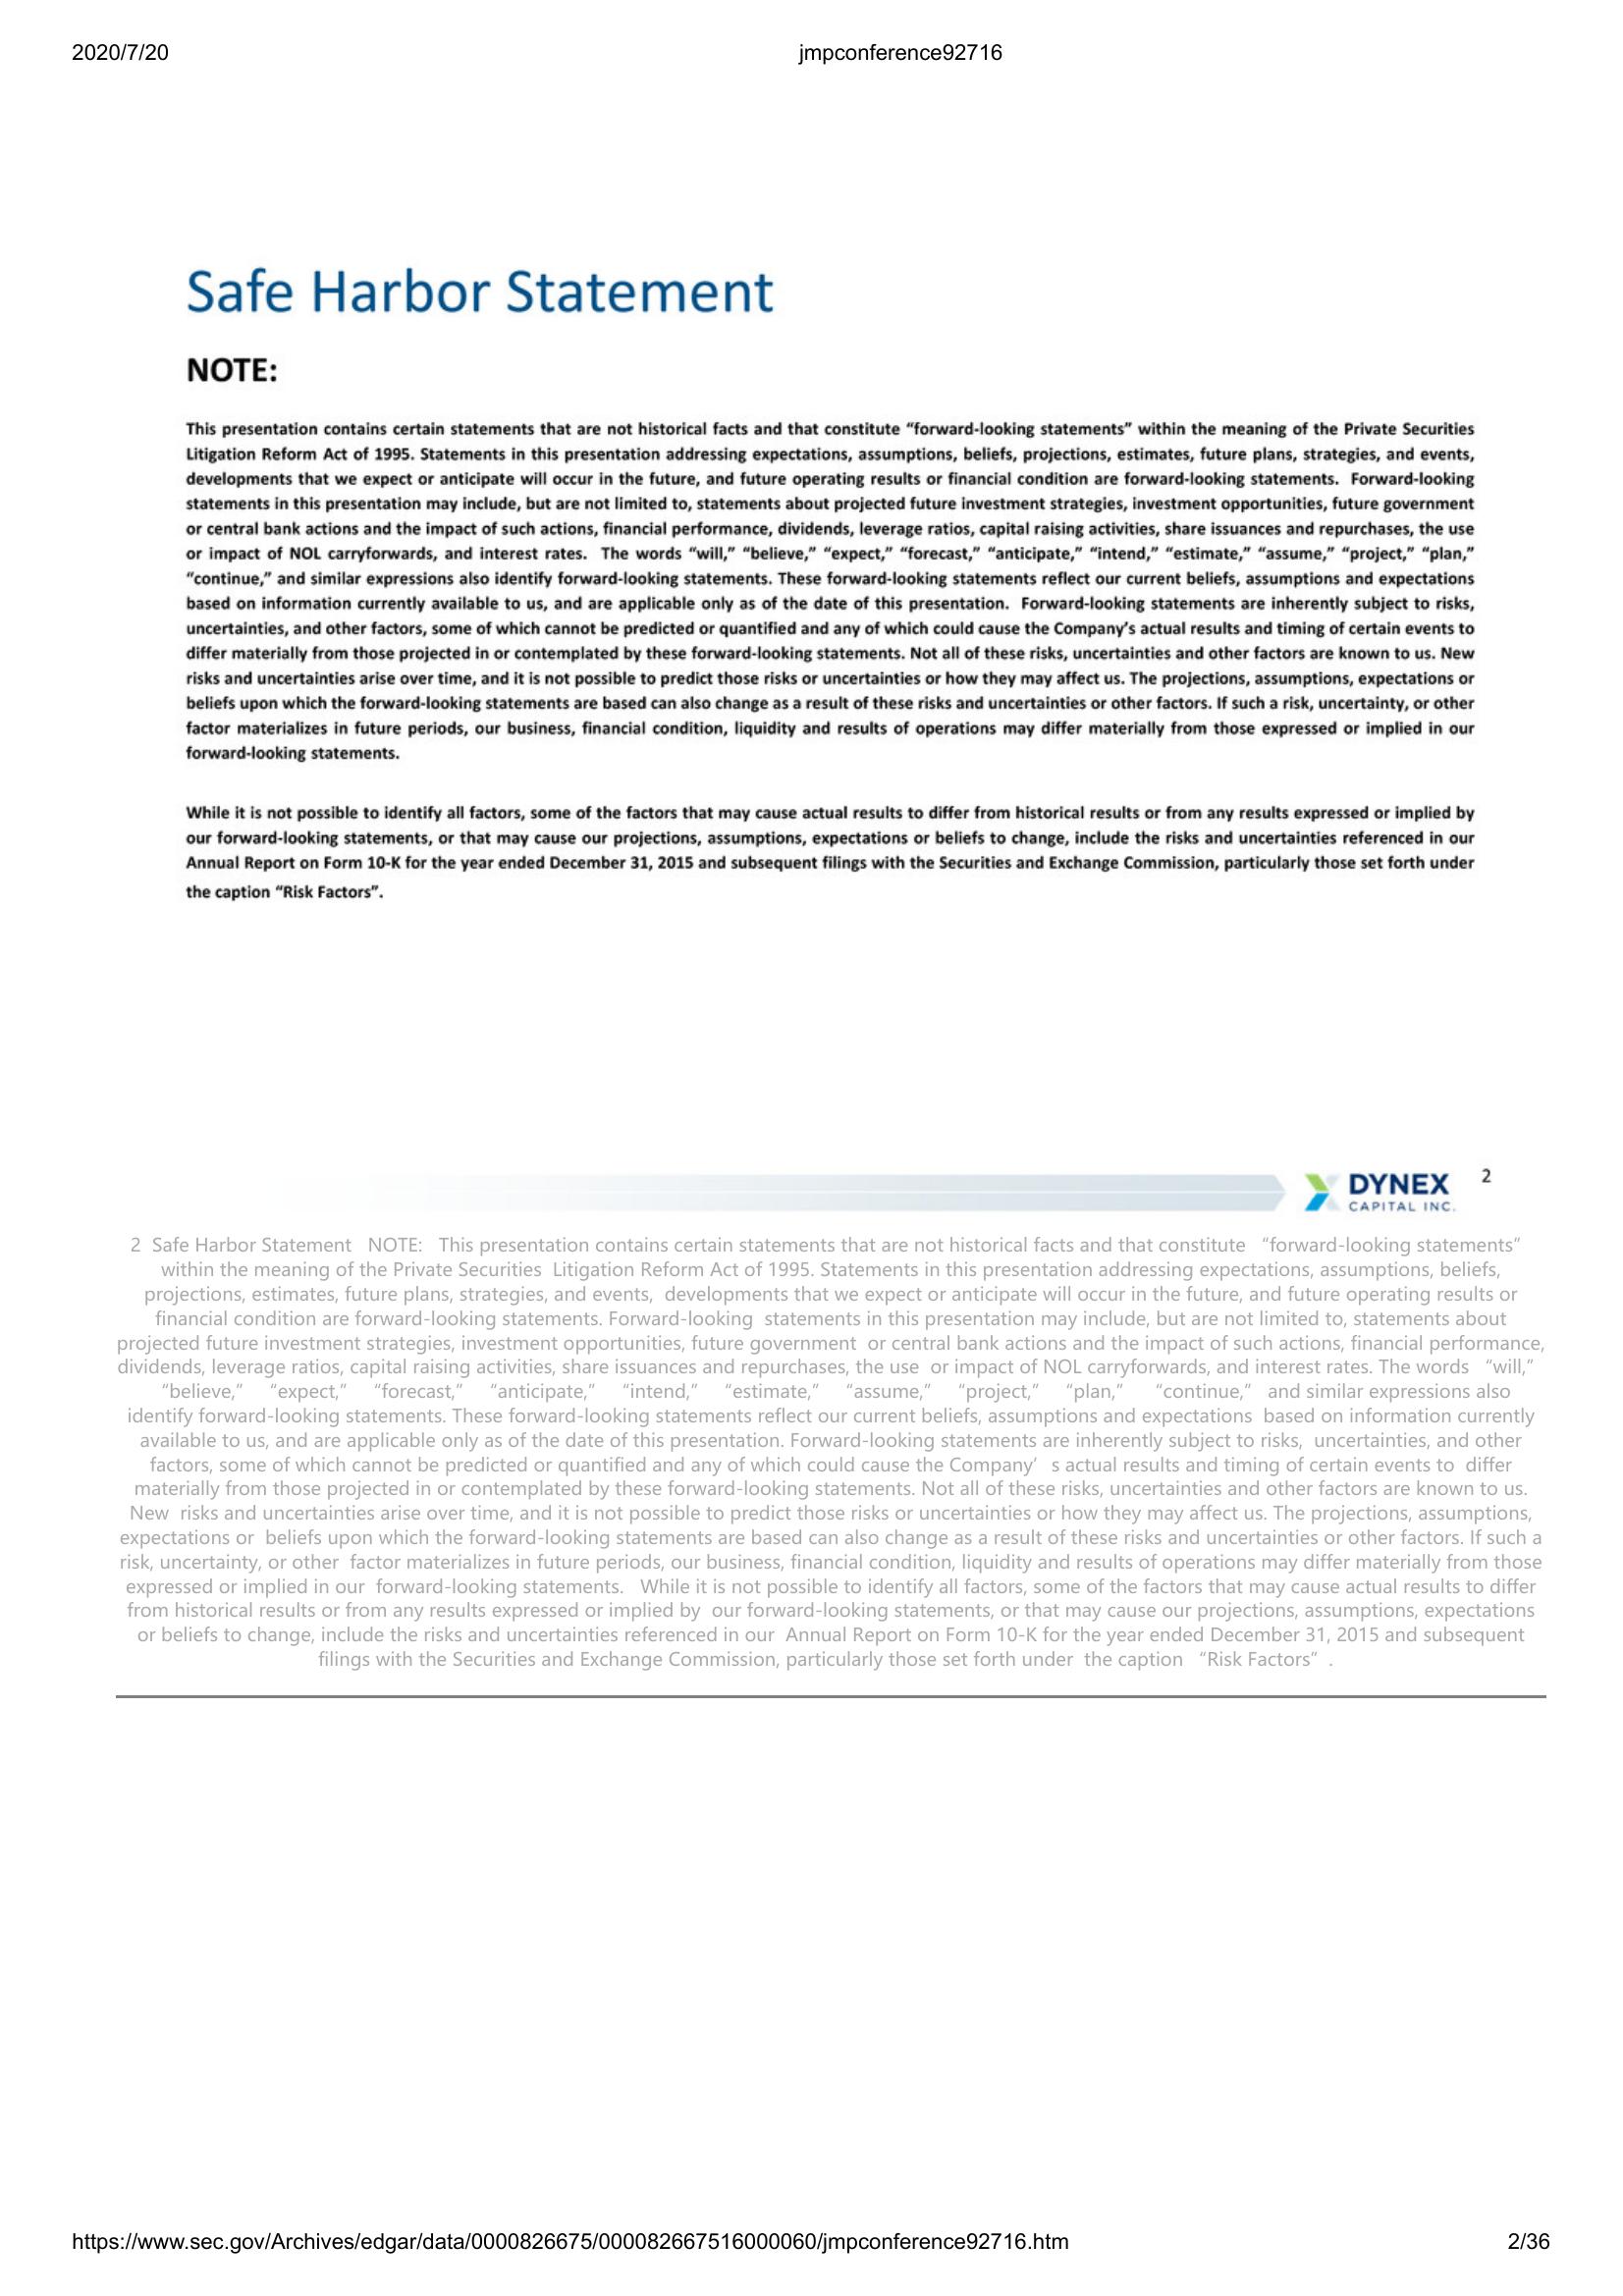 2020/7/20
jmpconference92716
Safe Harbor Statement
NOTE:
This presentation contains certain statements that are not historical facts and that constitute “forward-looking statements” within the meaning of the Private Securities
Litigation Reform Act of 1995. Statements in this presentation addressing expectations, assumptions, beliefs, projections, estimates, future plans, strategies, and events,
developments that we expect or anticipate will occur in the future, and future operating results or financial condition are forward-looking statements.  Forward-looking
statements in this presentation may include, but are not limited to, statements about projected future investment strategies, investment opportunities, future government
or central bank actions and the impact of such actions, financial performance, dividends, leverage ratios, capital raising activities, share issuances and repurchases, the use
or impact of NOL carryforwards, and interest rates.  The words “will,” “believe,” “expect,” “forecast,” “anticipate,” “intend,” “estimate,” “assume,” “project,” “plan,”
“continue,” and similar expressions also identify forward-looking statements. These forward-looking statements reflect our current beliefs, assumptions and expectations
based on information currently available to us, and are applicable only as of the date of this presentation.  Forward-looking statements are inherently subject to risks,
uncertainties, and other factors, some of which cannot be predicted or quantified and any of which could cause the Company’s actual results and timing of certain events to
differ materially from those projected in or contemplated by these forward-looking statements. Not all of these risks, uncertainties and other factors are known to us. New
risks and uncertainties arise over time, and it is not possible to predict those risks or uncertainties or how they may affect us. The projections, assumptions, expectations or
beliefs upon which the forward-looking statements are based can also change as a result of these risks and uncertainties or other factors. If such a risk, uncertainty, or other
factor materializes in future periods, our business, financial condition, liquidity and results of operations may differ materially from those expressed or implied in our
forward-looking statements.
While it is not possible to identify all factors, some of the factors that may cause actual results to differ from historical results or from any results expressed or implied by
our forward-looking statements, or that may cause our projections, assumptions, expectations or beliefs to change, include the risks and uncertainties referenced in our
Annual Report on Form 10-K for the year ended December 31, 2015 and subsequent filings with the Securities and Exchange Commission, particularly those set forth under
the caption “Risk Factors”.
DYNEX
CAPITAL INC.
2
2 Safe Harbor Statement NOTE: This presentation contains certain statements that are not historical facts and that constitute “forward-looking statements”
within the meaning of the Private Securities Litigation Reform Act of 1995. Statements in this presentation addressing expectations, assumptions, beliefs,
projections, estimates, future plans, strategies, and events, developments that we expect or anticipate will occur in the future, and future operating results or
financial condition are forward-looking statements. Forward-looking statements in this presentation may include, but are not limited to, statements about
projected future investment strategies, investment opportunities, future government or central bank actions and the impact of such actions, financial performance,
dividends, leverage ratios, capital raising activities, share issuances and repurchases, the use or impact of NOL carryforwards, and interest rates. The words “will,”
“believe,” “expect,” “forecast,” “anticipate,” “intend,” “estimate,” “assume,” “project,” “plan,” “continue,” and similar expressions also
identify forward-looking statements. These forward-looking statements reflect our current beliefs, assumptions and expectations based on information currently
available to us, and are applicable only as of the date of this presentation. Forward-looking statements are inherently subject to risks, uncertainties, and other
factors, some of which cannot be predicted or quantified and any of which could cause the Company’ s actual results and timing of certain events to differ
materially from those projected in or contemplated by these forward-looking statements. Not all of these risks, uncertainties and other factors are known to us.
New risks and uncertainties arise over time, and it is not possible to predict those risks or uncertainties or how they may affect us. The projections, assumptions,
expectations or beliefs upon which the forward-looking statements are based can also change as a result of these risks and uncertainties or other factors. If such a
risk, uncertainty, or other factor materializes in future periods, our business, financial condition, liquidity and results of operations may differ materially from those
expressed or implied in our forward-looking statements. While it is not possible to identify all factors, some of the factors that may cause actual results to differ
from historical results or from any results expressed or implied by our forward-looking statements, or that may cause our projections, assumptions, expectations
or beliefs to change, include the risks and uncertainties referenced in our Annual Report on Form 10-K for the year ended December 31, 2015 and subsequent
filings with the Securities and Exchange Commission, particularly those set forth under the caption “Risk Factors” .
https://www.sec.gov/Archives/edgar/data/0000826675/000082667516000060/jmpconference92716.htm
2/36